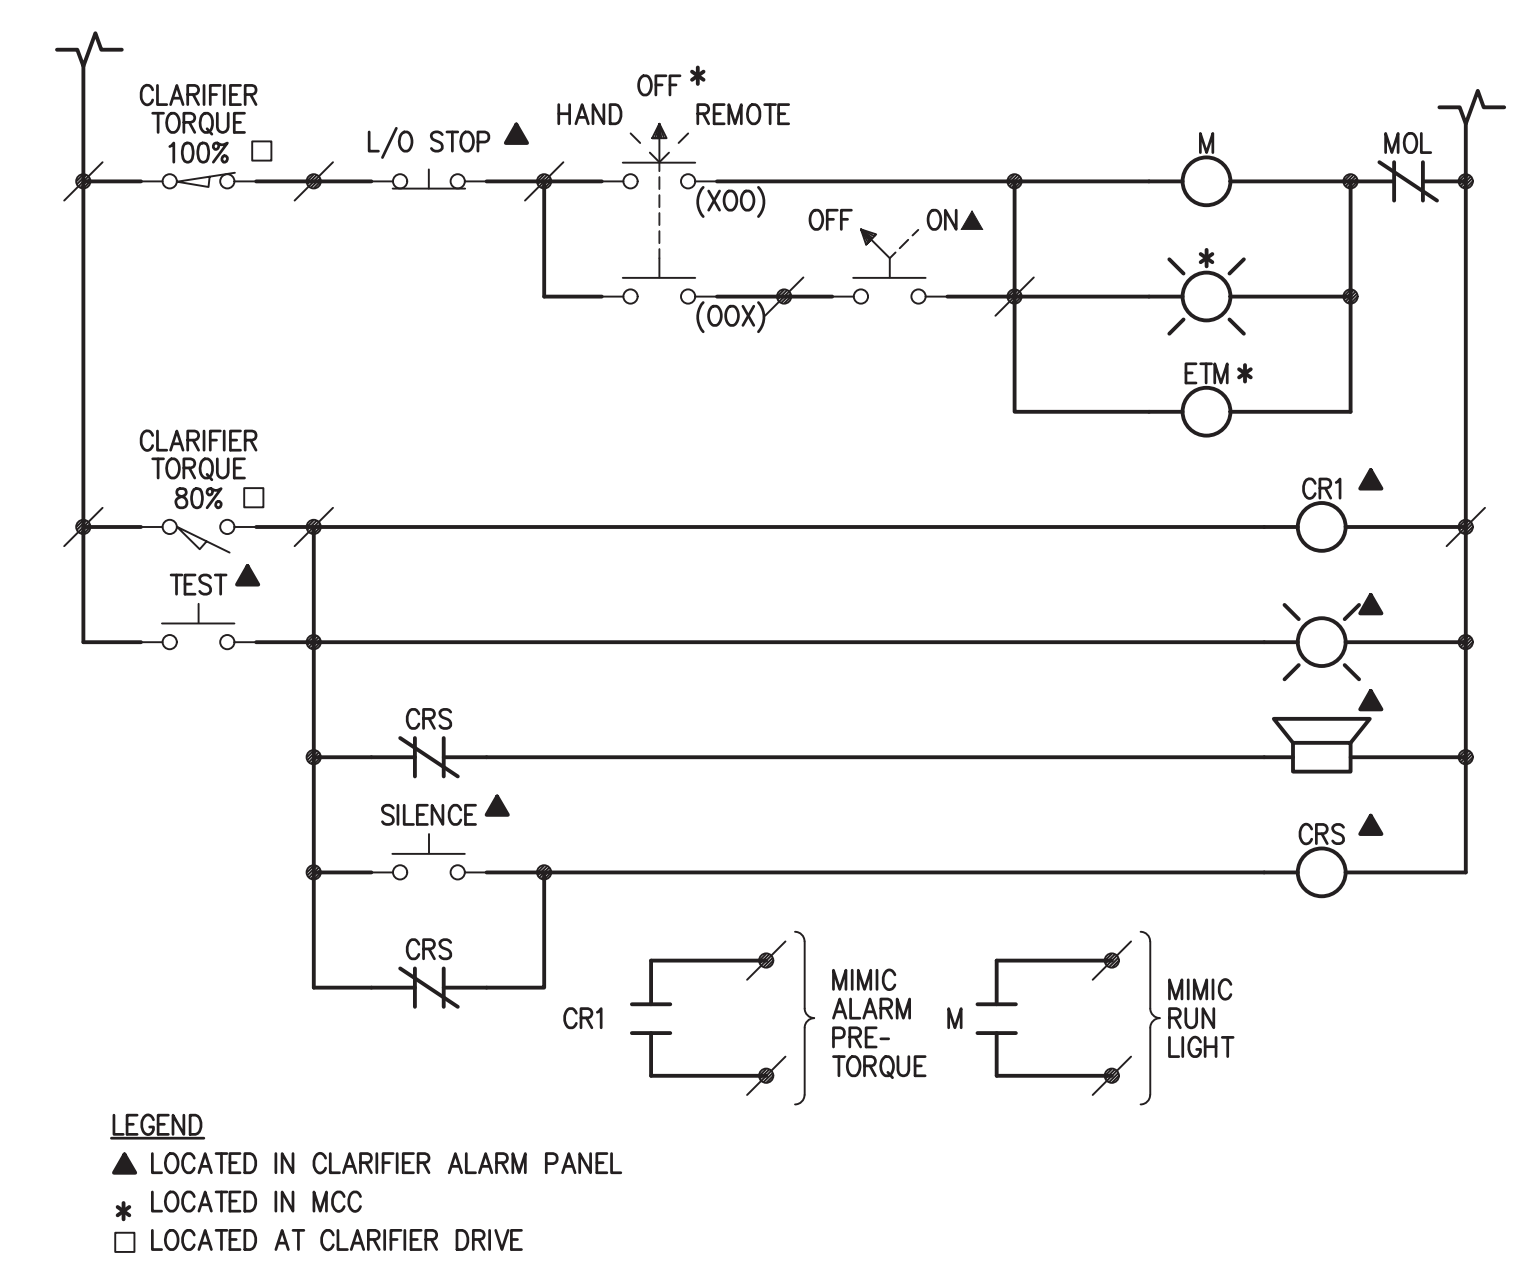 CLARIFIER
TORQUE
100%
L/O STOP
OFF *
HAND REMOTE
(XOO)
M
MOL
OFF ON
*
(OOX)
ETM *
CLARIFIER
TORQUE
80%
CR1
TEST
CRS
SILENCE
CRS
CRS
CR1
MIMIC
ALARM
PRE-
TORQUE
M
MIMIC
RUN
LIGHT
LEGEND
▲ LOCATED IN CLARIFIER ALARM PANEL
* LOCATED IN MCC
□ LOCATED AT CLARIFIER DRIVE